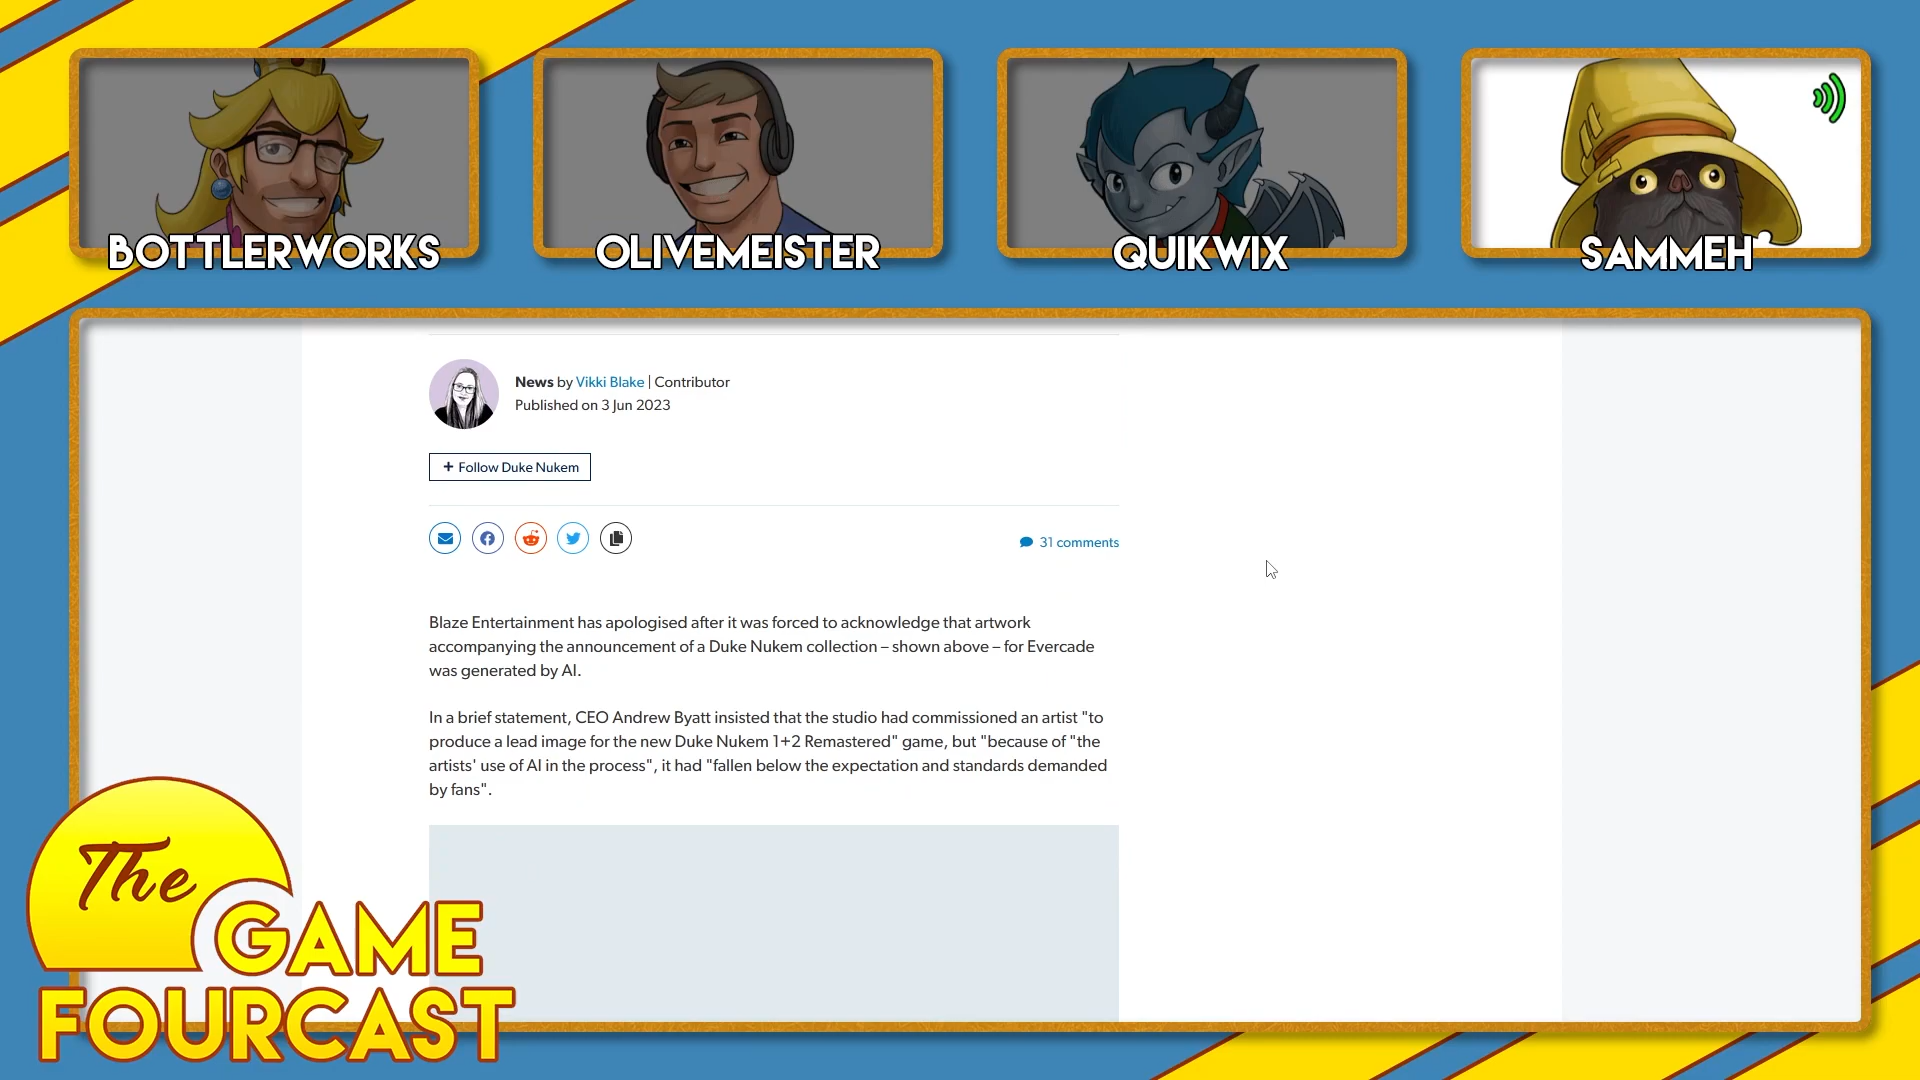 BOTTLERWORKS
OLIVEMEISTER
QUIKWIX
SAMMEH
News by Vikki Blake | Contributor
Published on 3 Jun 2023
+ Follow Duke Nukem
31 comments
Blaze Entertainment has apologised after it was forced to acknowledge that artwork
accompanying the announcement of a Duke Nukem collection – shown above – for Evercade
was generated by AI.
In a brief statement, CEO Andrew Byatt insisted that the studio had commissioned an artist "to
produce a lead image for the new Duke Nukem 1+2 Remastered" game, but "because of "the
artists' use of AI in the process", it had "fallen below the expectation and standards demanded
by fans".
The
GAME
FOURCAST